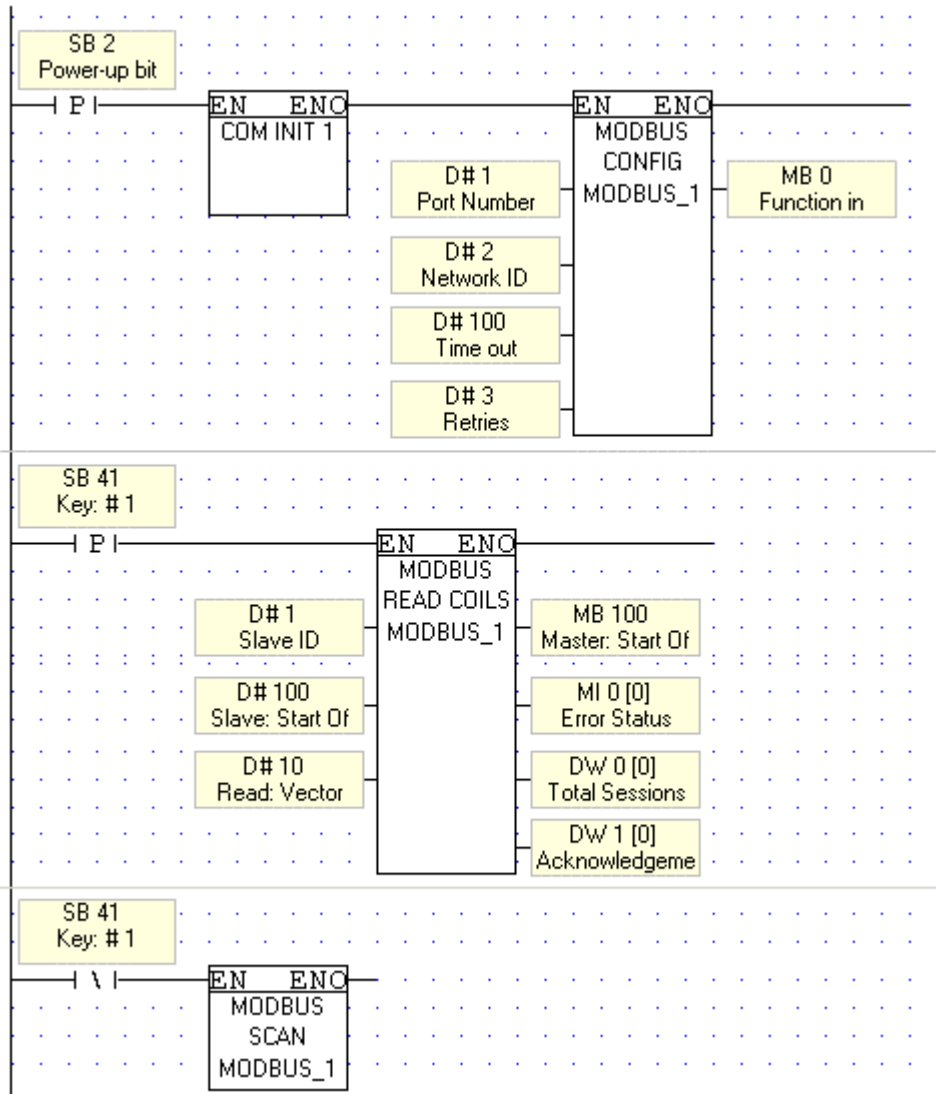 SB 2
Power-up bit
P
EN ENO
COM INIT 1
EN ENO
MODBUS
CONFIG
MODBUS_1
D# 1
Port Number
MB 0
Function in
D# 2
Network ID
D# 100
Time out
D# 3
Retries
SB 41
Key: # 1
P
EN ENO
MODBUS
READ COILS
MODBUS_1
D# 1
Slave ID
MB 100
Master: Start Of
D# 100
Slave: Start Of
MI 0 [0]
Error Status
D# 10
Read: Vector
DW 0 [0]
Total Sessions
DW 1 [0]
Acknowledgeme
SB 41
Key: # 1
EN ENO
MODBUS
SCAN
MODBUS_1